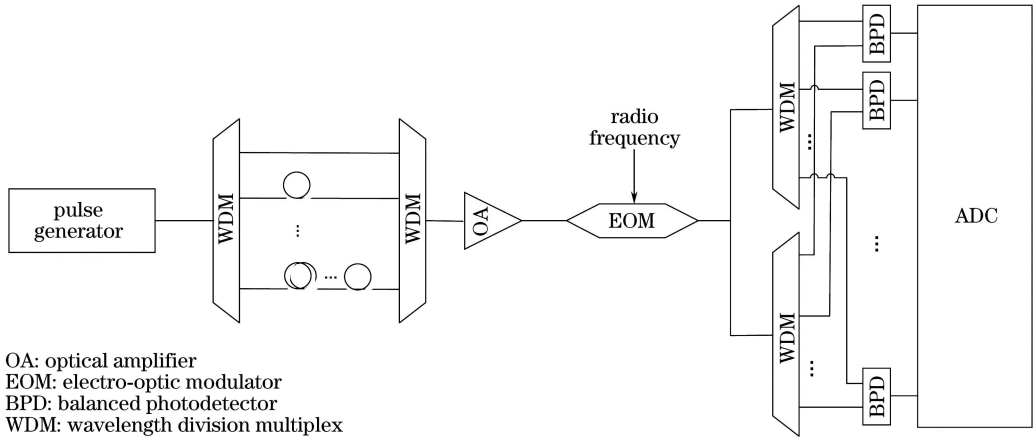 pulse
generator
WDM
...
...
WDM
OA
radio
frequency
EOM
WDM
...
WDM
...
BPD
BPD
...
BPD
ADC
OA: optical amplifier
EOM: electro-optic modulator
BPD: balanced photodetector
WDM: wavelength division multiplex